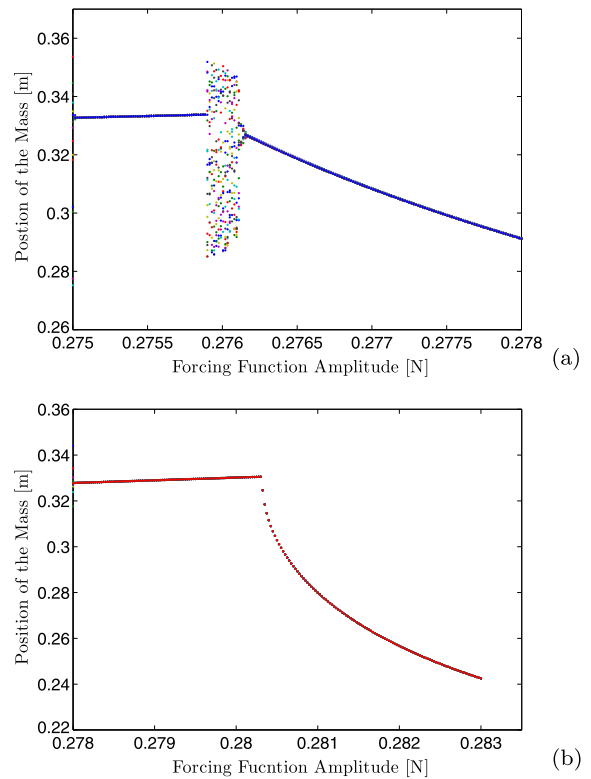 0.36
0.34
0.32
0.3
0.28
0.26
Postion of the Mass [m]
0.275 0.2755 0.276 0.2765 0.277 0.2775 0.278
Forcing Function Amplitude [N]
(a)
0.36
0.34
0.32
0.3
0.28
0.26
0.24
0.22
Position of the Mass [m]
0.278 0.279 0.28 0.281 0.282 0.283
Forcing Fucntion Amplitude [N]
(b)